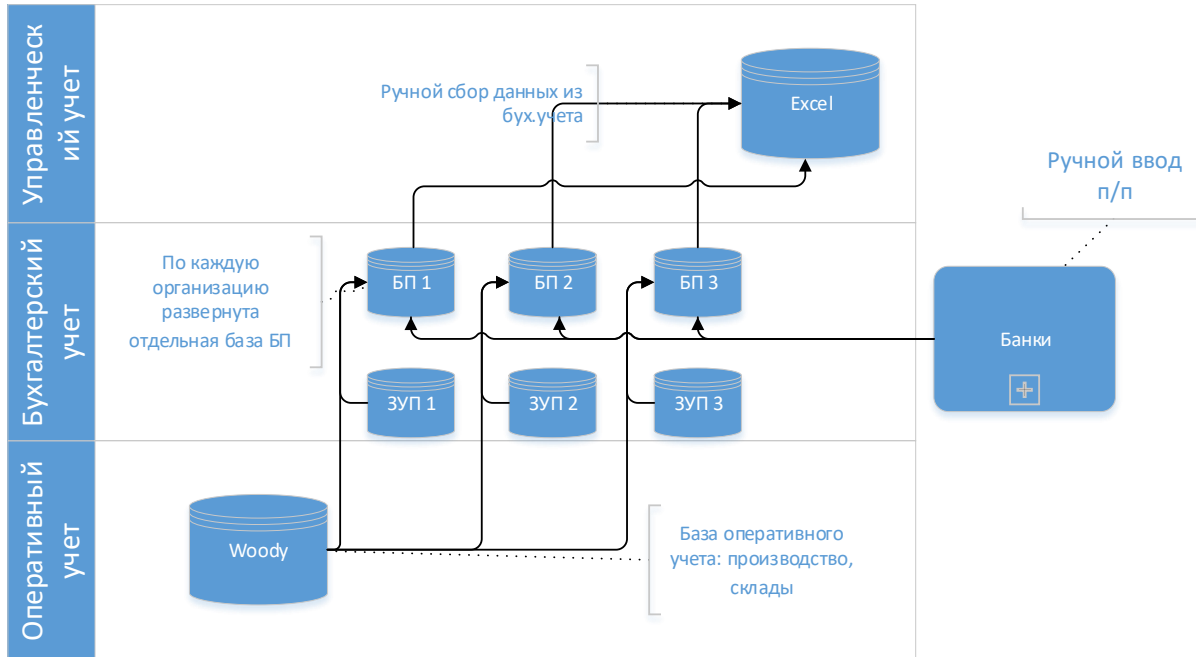 Управленческ
ий учет
Ручной сбор данных из
бух.учета
Excel
Ручной ввод
п/п
Бухгалтерский
учет
По каждую
организацию
развернута
отдельная база БП
БП 1
БП 2
БП 3
Банки
ЗУП 1
ЗУП 2
ЗУП 3
Оперативный
учет
Woody
База оперативного
учета: производство,
склады